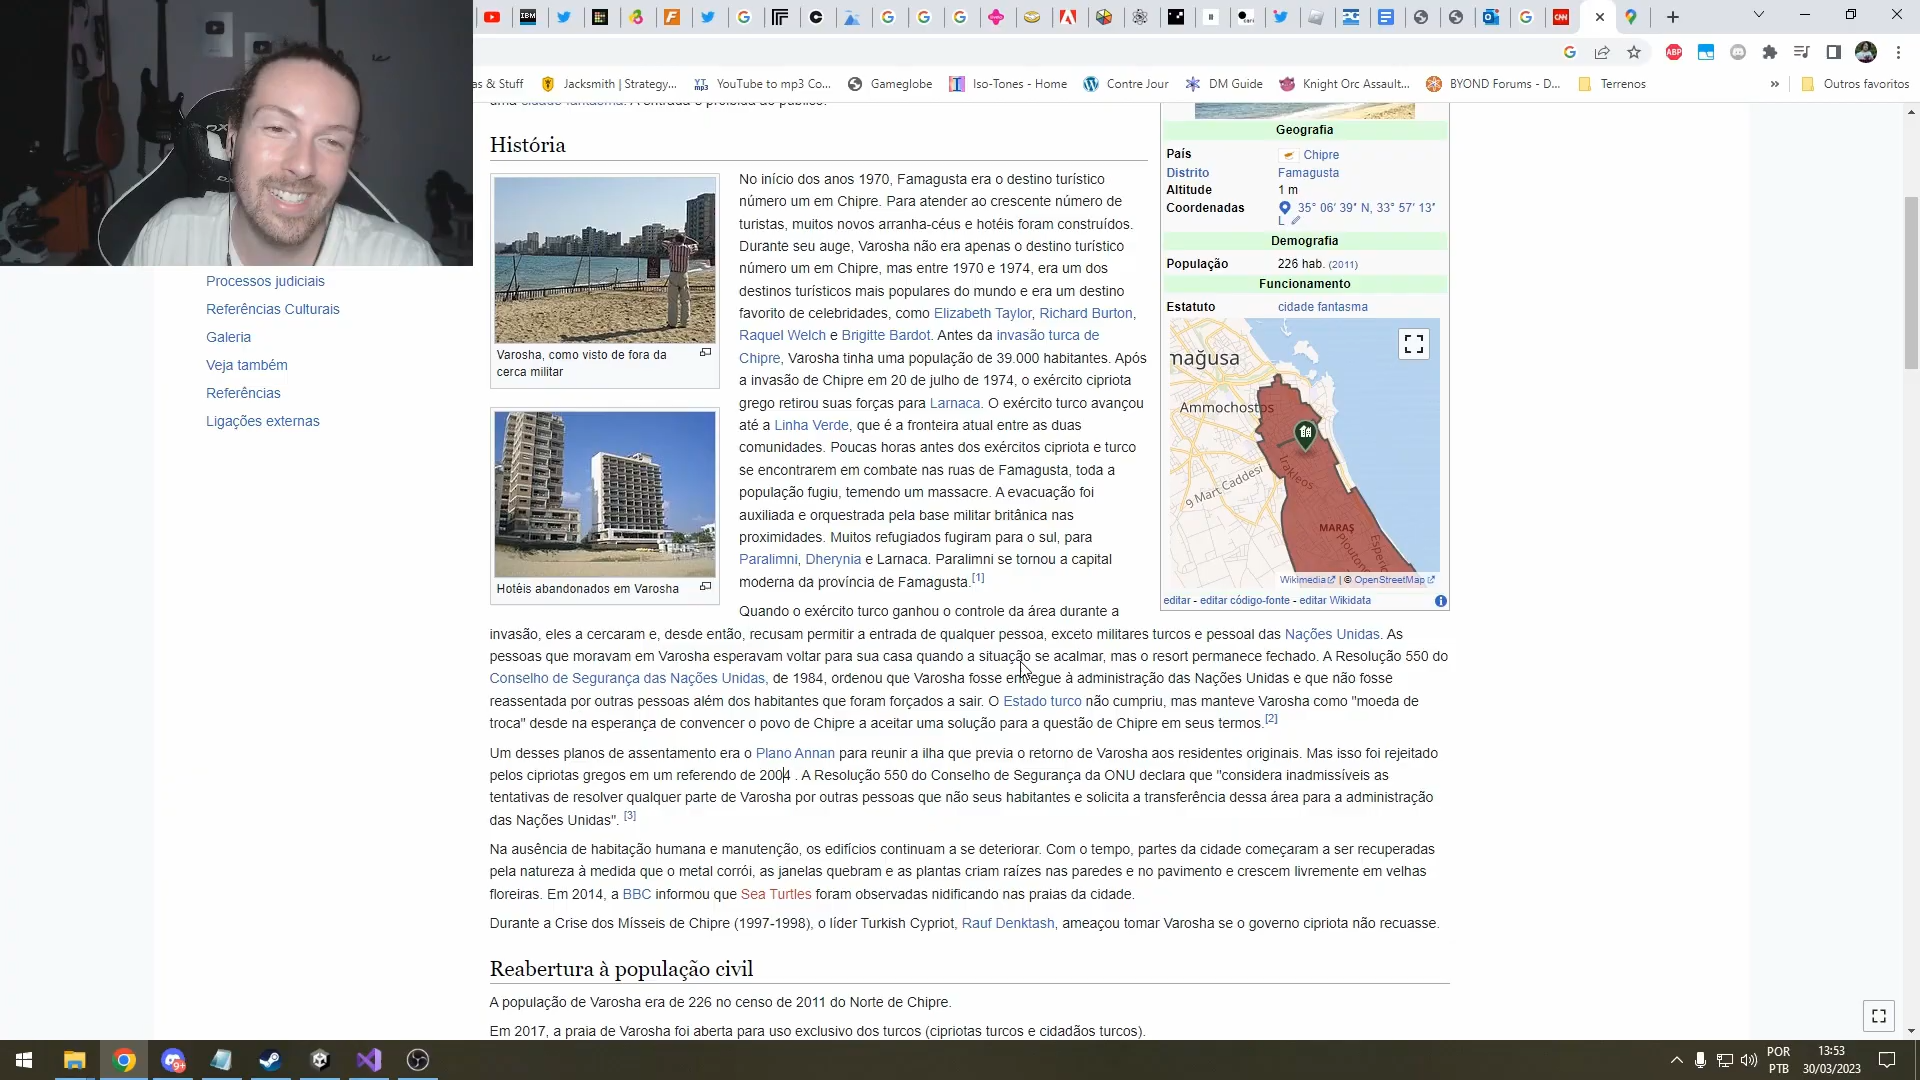 as & Stuff
Jacksmith | Strategy...
YouTube to mp3 Co...
Gameglobe
Iso-Tones - Home
Contre Jour
DM Guide
Knight Orc Assault...
BYOND Forums - D...
Terrenos
»
Outros favoritos
Processos judiciais
Referências Culturais
Galeria
Veja também
Referências
Ligações externas
História
Varosha, como visto de fora da
cerca militar
Hotéis abandonados em Varosha
No início dos anos 1970, Famagusta era o destino turístico
número um em Chipre. Para atender ao crescente número de
turistas, muitos novos arranha-céus e hotéis foram construídos.
Durante seu auge, Varosha não era apenas o destino turístico
número um em Chipre, mas entre 1970 e 1974, era um dos
destinos turísticos mais populares do mundo e era um destino
favorito de celebridades, como Elizabeth Taylor, Richard Burton,
Raquel Welch e Brigitte Bardot. Antes da invasão turca de
Chipre, Varosha tinha uma população de 39.000 habitantes. Após
a invasão de Chipre em 20 de julho de 1974, o exército cipriota
grego retirou suas forças para Larnaca. O exército turco avançou
até a Linha Verde, que é a fronteira atual entre as duas
comunidades. Poucas horas antes dos exércitos cipriota e turco
se encontrarem em combate nas ruas de Famagusta, toda a
população fugiu, temendo um massacre. A evacuação foi
auxiliada e orquestrada pela base militar britânica nas
proximidades. Muitos refugiados fugiram para o sul, para
Paralimni, Dherynia e Larnaca. Paralimni se tornou a capital
moderna da província de Famagusta.[1]
Quando o exército turco ganhou o controle da área durante a
invasão, eles a cercaram e, desde então, recusam permitir a entrada de qualquer pessoa, exceto militares turcos e pessoal das Nações Unidas. As
pessoas que moravam em Varosha esperavam voltar para sua casa quando a situação se acalmar, mas o resort permanece fechado. A Resolução 550 do
Conselho de Segurança das Nações Unidas, de 1984, ordenou que Varosha fosse entregue à administração das Nações Unidas e que não fosse
reassentada por outras pessoas além dos habitantes que foram forçados a sair. O Estado turco não cumpriu, mas manteve Varosha como "moeda de
troca" desde na esperança de convencer o povo de Chipre a aceitar uma solução para a questão de Chipre em seus termos.[2]
Um desses planos de assentamento era o Plano Annan para reunir a ilha que previa o retorno de Varosha aos residentes originais. Mas isso foi rejeitado
pelos cipriotas gregos em um referendo de 2004 . A Resolução 550 do Conselho de Segurança da ONU declara que "considera inadmissíveis as
tentativas de resolver qualquer parte de Varosha por outras pessoas que não seus habitantes e solicita a transferência dessa área para a administração
das Nações Unidas". [3]
Na ausência de habitação humana e manutenção, os edifícios continuam a se deteriorar. Com o tempo, partes da cidade começaram a ser recuperadas
pela natureza à medida que o metal corrói, as janelas quebram e as plantas criam raízes nas paredes e no pavimento e crescem livremente em velhas
floreiras. Em 2014, a BBC informou que Sea Turtles foram observadas nidificando nas praias da cidade.
Durante a Crise dos Mísseis de Chipre (1997-1998), o líder Turkish Cypriot, Rauf Denktash, ameaçou tomar Varosha se o governo cipriota não recuasse.
Reabertura à população civil
A população de Varosha era de 226 no censo de 2011 do Norte de Chipre.
Em 2017, a praia de Varosha foi aberta para uso exclusivo dos turcos (cipriotas turcos e cidadãos turcos).
Geografia
País Chipre
Distrito Famagusta
Altitude 1 m
Coordenadas 35° 06′ 39″ N, 33° 57′ 13″
L
Demografia
População 226 hab. (2011)
Funcionamento
Estatuto cidade fantasma
mağusa
Ammochostos
Irakleos
9 Mart Caddesi
MARAŞ
Wikimedia | © OpenStreetMap
editar - editar código-fonte - editar Wikidata
POR
PTB
13:53
30/03/2023